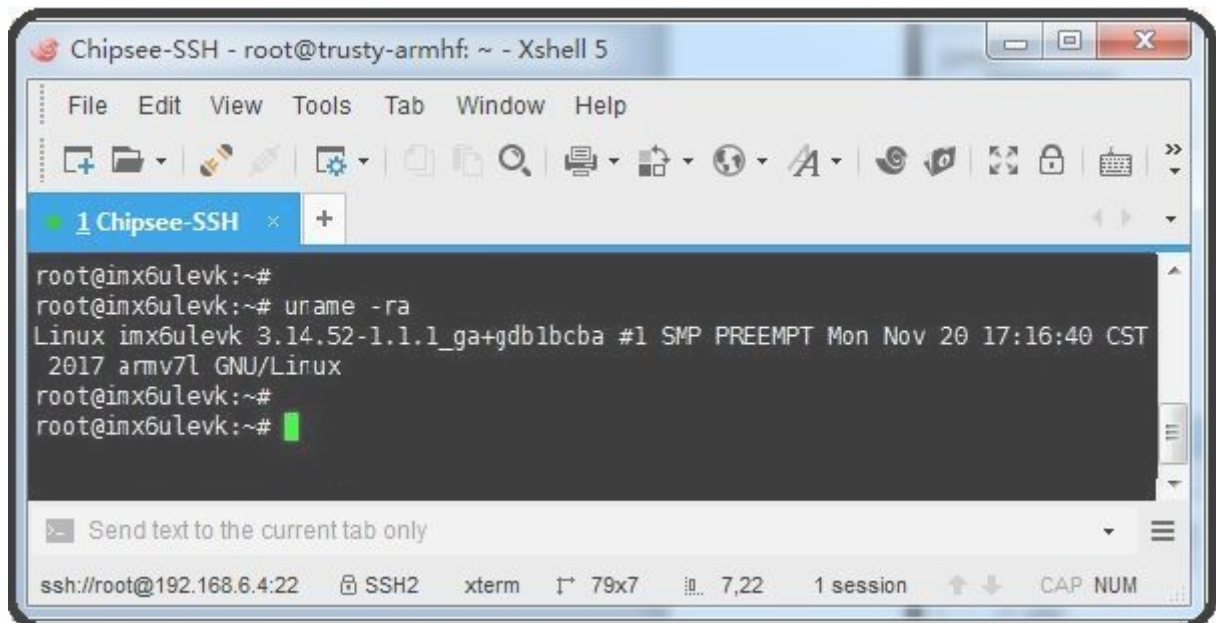 Chipsee-SSH - root@trusty-armhf: ~ - Xshell 5
File Edit View Tools Tab Window Help
1 Chipsee-SSH
root@imx6ulevk:~#
root@imx6ulevk:~# uname -ra
Linux imx6ulevk 3.14.52-1.1.1_ga+gdb1bcba #1 SMP PREEMPT Mon Nov 20 17:16:40 CST
2017 armv7l GNU/Linux
root@imx6ulevk:~#
root@imx6ulevk:~#
Send text to the current tab only
ssh://root@192.168.6.4:22 SSH2 xterm 79x7 7,22 1 session CAP NUM